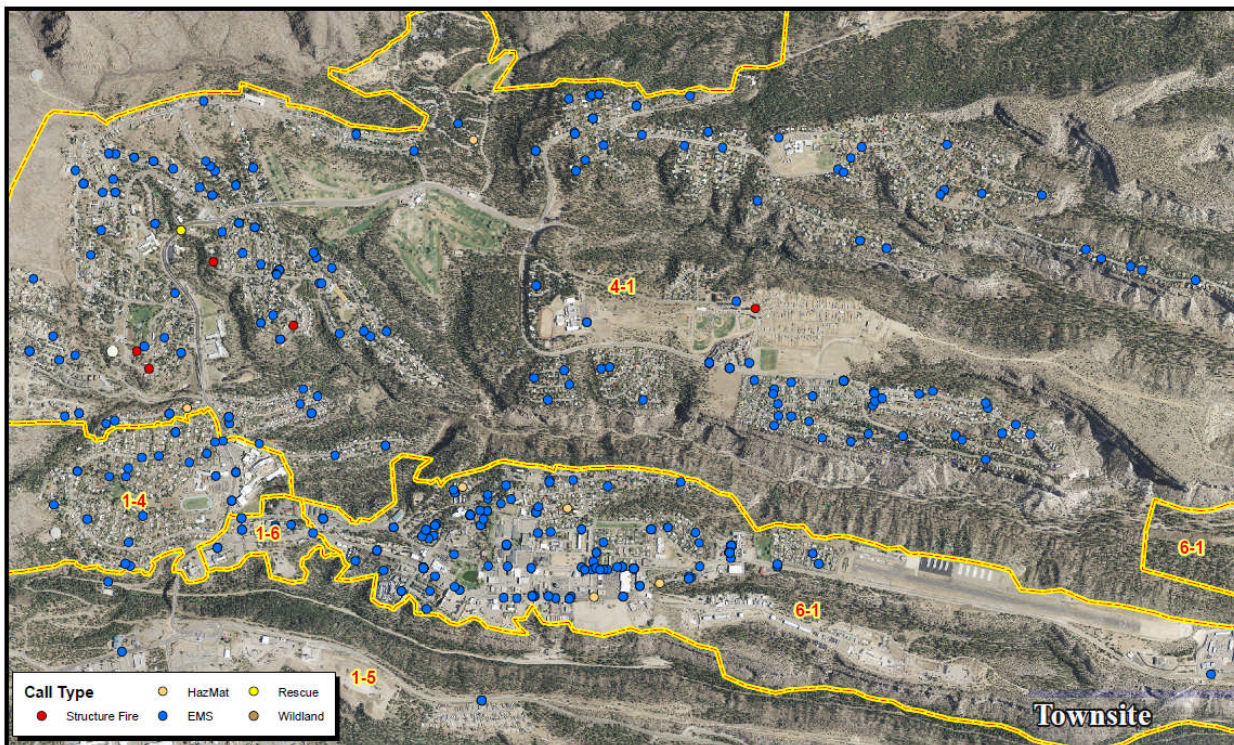 4-1
1-4
1-6
6-1
6-1
1-5
Townsite
Call Type
HazMat
Rescue
Structure Fire
EMS
Wildland